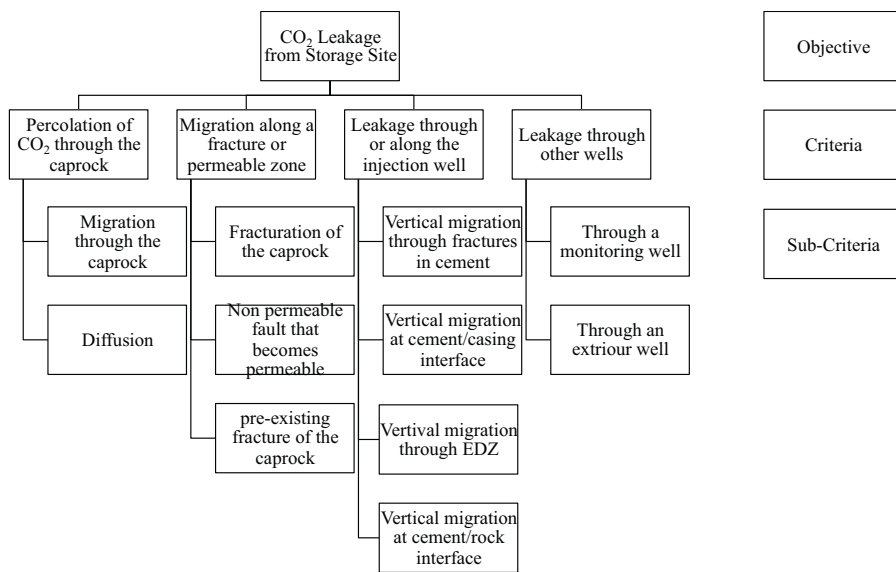 CO₂ Leakage
from Storage Site
Objective
Percolation of
CO₂ through the
caprock
Migration along a
fracture or
permeable zone
Leakage through
or along the
injection well
Leakage through
other wells
Criteria
Migration
through the
caprock
Fracturation of
the caprock
Vertical migration
through fractures
in cement
Through a
monitoring well
Sub-Criteria
Diffusion
Non permeable
fault that
becomes
permeable
Vertical migration
at cement/casing
interface
Through an
extriour well
pre-existing
fracture of the
caprock
Vertival migration
through EDZ
Vertical migration
at cement/rock
interface